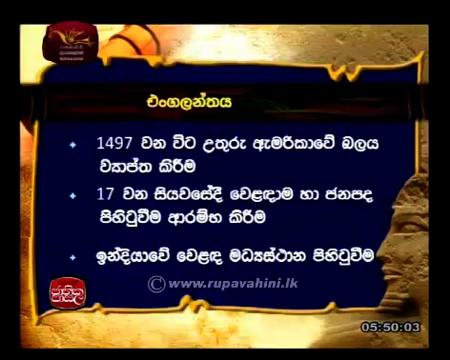 එංගලන්තය
1497 වන විට උතුරු ඇමරිකාවේ බලය
ව්‍යාප්ත කිරීම
17 වන සියවසේදී වෙළඳාම හා ජනපද
පිහිටුවීම ආරම්භ කිරීම
ඉන්දියාවේ වෙළඳ මධ්‍යස්ථාන පිහිටුවීම
ජාතික
පාසල
© www.rupavahini.lk
05:50:03